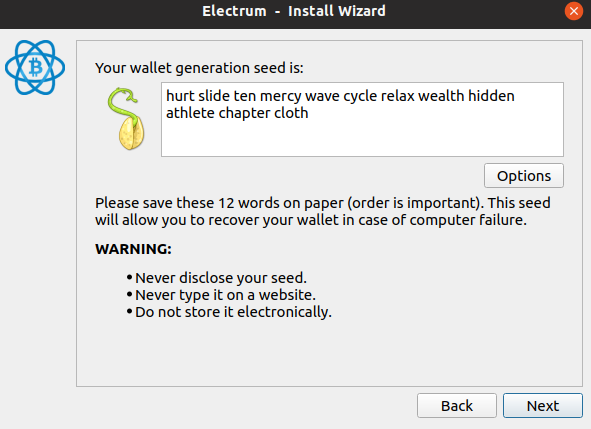 Electrum - Install Wizard
Your wallet generation seed is:
hurt slide ten mercy wave cycle relax wealth hidden
athlete chapter cloth
Options
Please save these 12 words on paper (order is important). This seed
will allow you to recover your wallet in case of computer failure.
WARNING:
• Never disclose your seed.
• Never type it on a website.
• Do not store it electronically.
Back Next